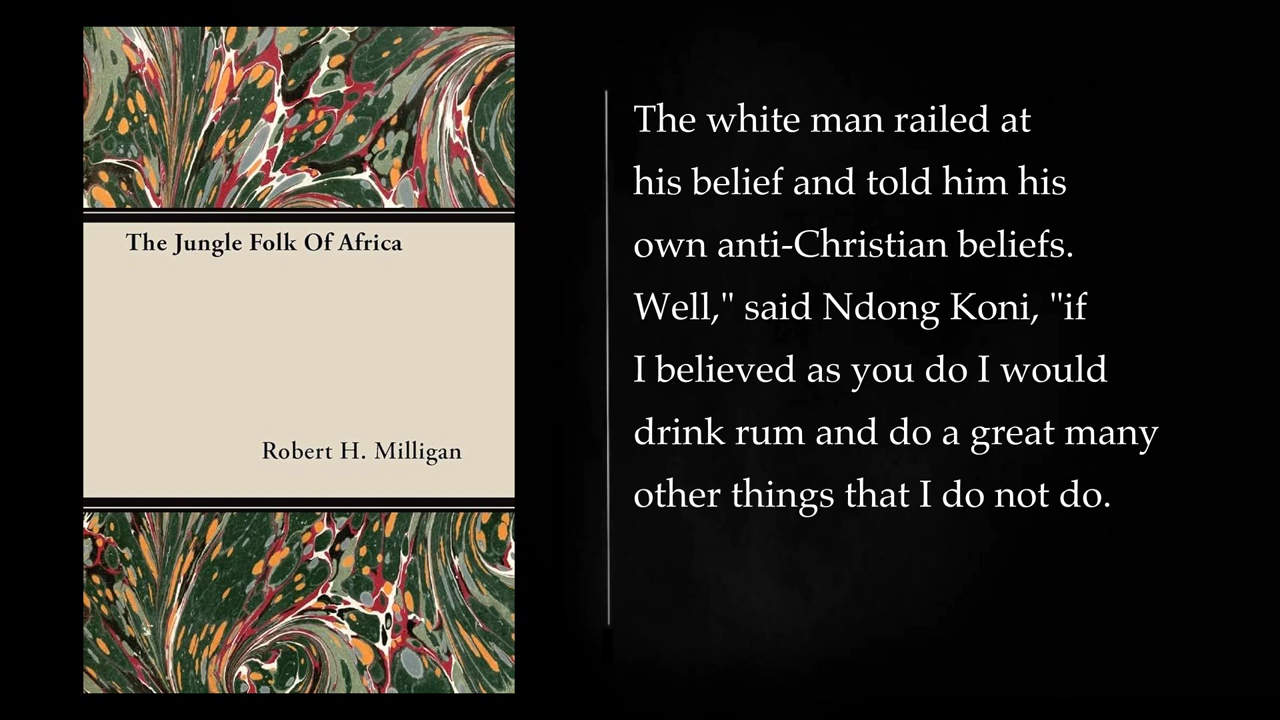 The Jungle Folk Of Africa
Robert H. Milligan
The white man railed at
his belief and told him his
own anti-Christian beliefs.
Well," said Ndong Koni, "if
I believed as you do I would
drink rum and do a great many
other things that I do not do.